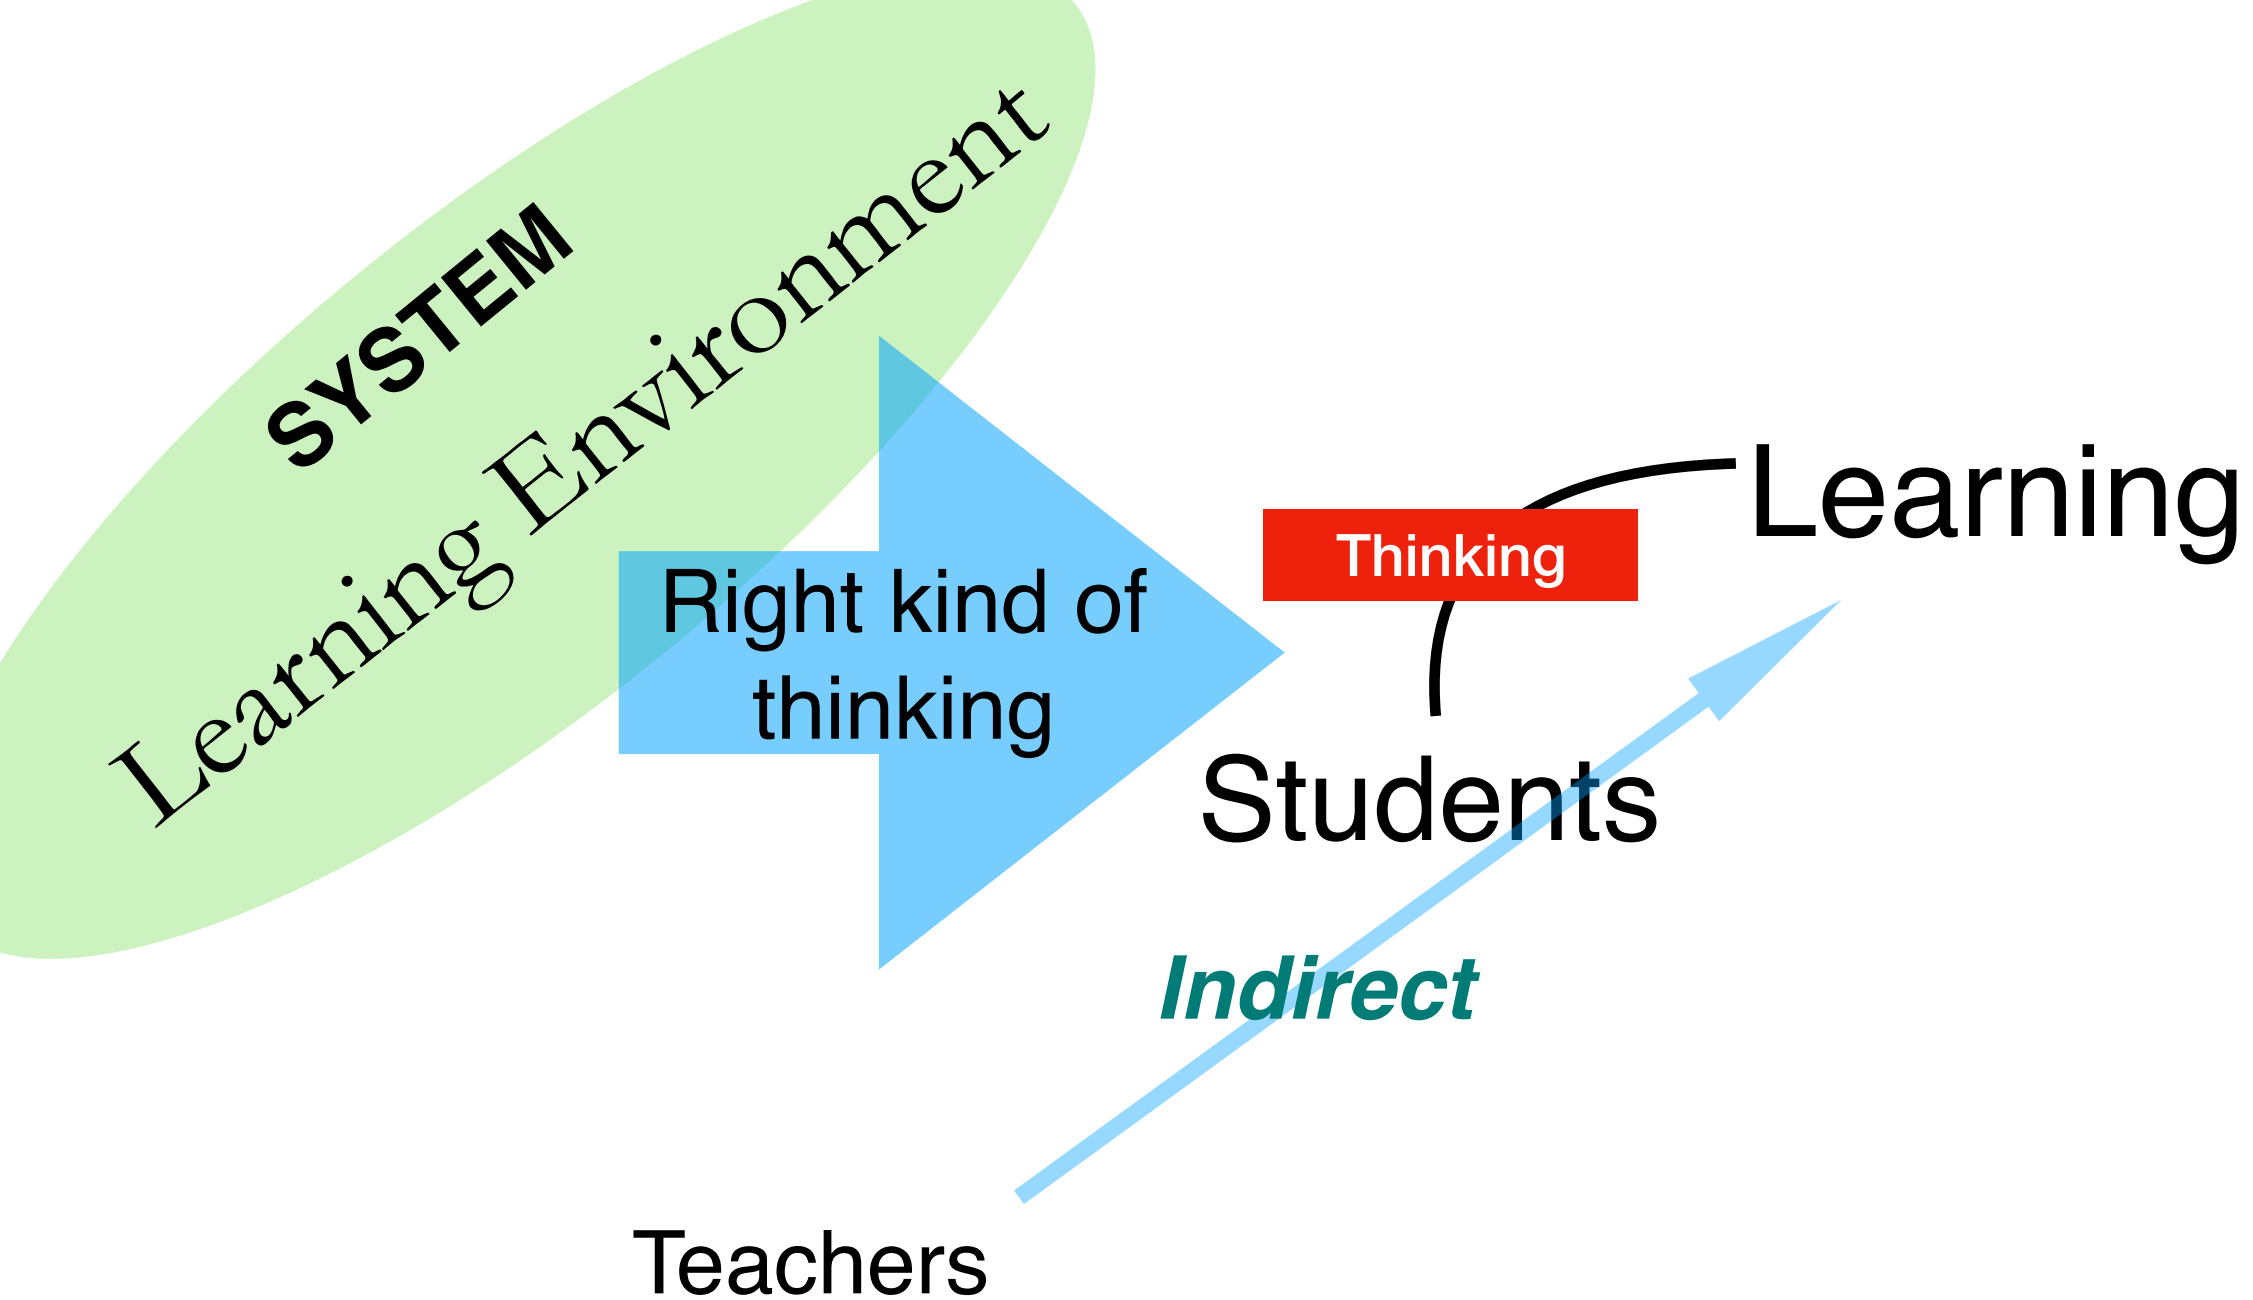 SYSTEM
Learning Environment
Right kind of
thinking
Thinking
Learning
Students
Indirect
Teachers